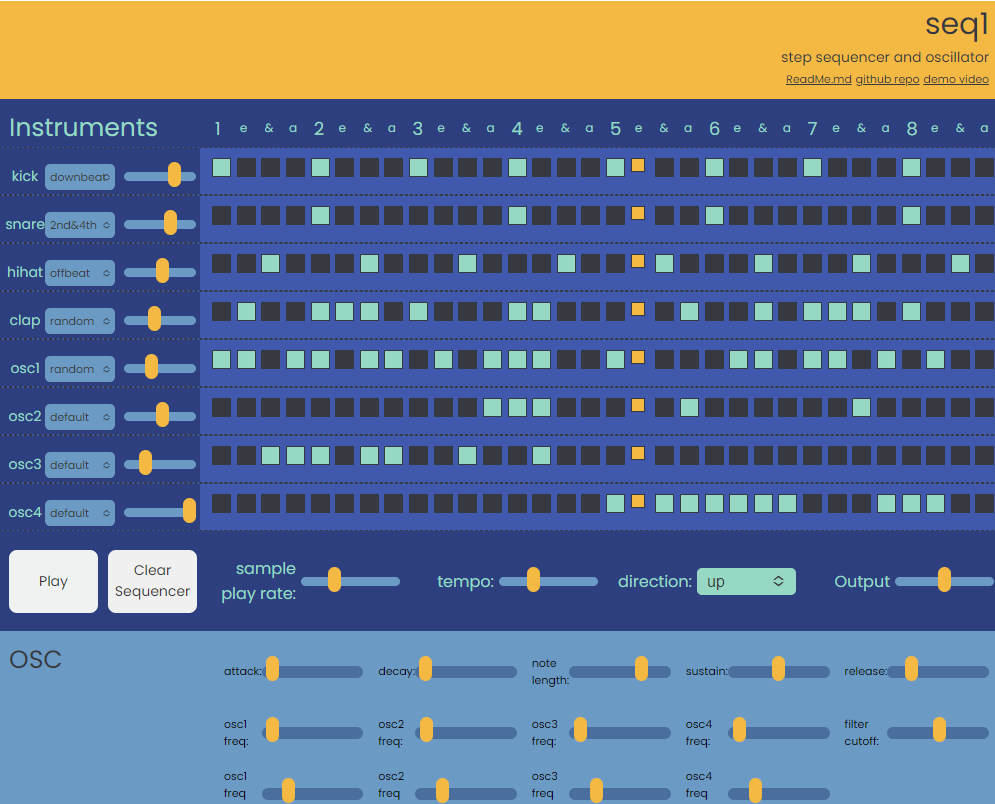 seq1
step sequencer and oscillator
ReadMe.md github repo demo video
Instruments 1 e & a 2 e & a 3 e & a 4 e & a 5 e & a 6 e & a 7 e & a 8 e & a
kick downbeat
snare 2nd&4th
hihat offbeat
clap random
osc1 random
osc2 default
osc3 default
osc4 default
Play
Clear
Sequencer
sample
play rate:
tempo:
direction: up
Output
OSC
attack:
decay:
note
length:
sustain:
release:
osc1
freq:
osc2
freq:
osc3
freq:
osc4
freq:
filter
cutoff:
osc1
freq
osc2
freq
osc3
freq
osc4
freq